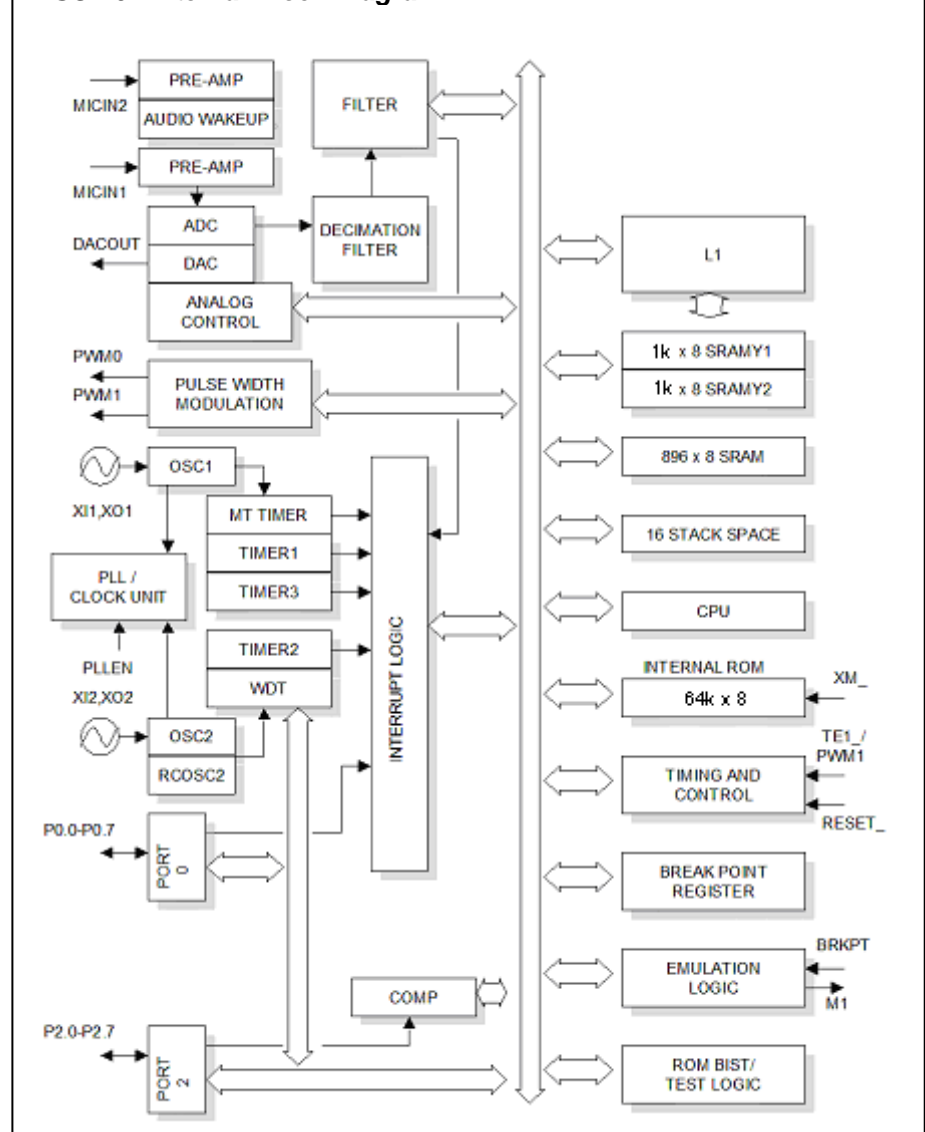 PRE-AMP
MICIN2
AUDIO WAKEUP
FILTER
PRE-AMP
MICIN1
ADC
DACOUT
DAC
DECIMATION
FILTER
ANALOG
CONTROL
L1
PWM0
PWM1
PULSE WIDTH
MODULATION
1k x 8 SRAMY1
1k x 8 SRAMY2
OSC1
XI1,XO1
896 x 8 SRAM
MT TIMER
TIMER1
TIMER3
16 STACK SPACE
PLL /
CLOCK UNIT
PLLEN
CPU
TIMER2
WDT
INTERRUPT LOGIC
INTERNAL ROM
64k x 8
XM_
XI2,XO2
OSC2
RCOSC2
TE1_/
PWM1
TIMING AND
CONTROL
RESET_
P0.0-P0.7
PORT
0
BREAK POINT
REGISTER
BRKPT
EMULATION
LOGIC
M1
COMP
P2.0-P2.7
PORT
2
ROM BIST/
TEST LOGIC